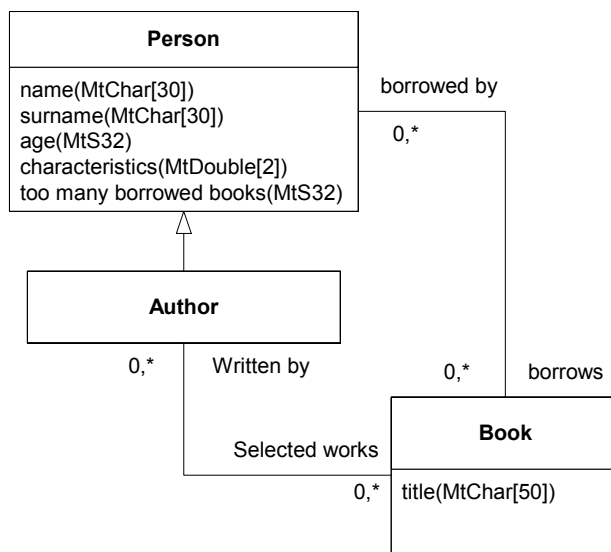 Person
name(MtChar[30])
surname(MtChar[30])
age(MtS32)
characteristics(MtDouble[2])
too many borrowed books(MtS32)
borrowed by
0,*
Author
0,*
Written by
0,*
borrows
Book
Selected works
0,*
title(MtChar[50])